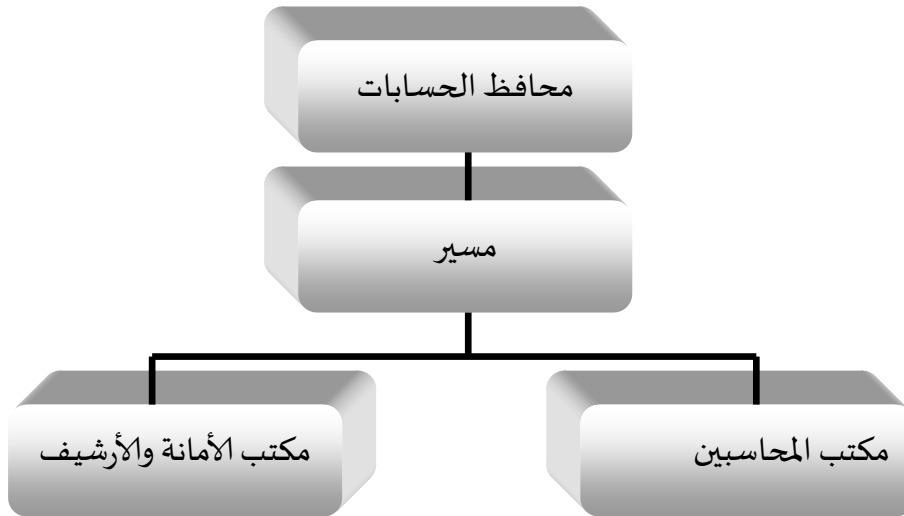 محافظ الحسابات
مسير
مكتب المحاسبين
مكتب الأمانة والأرشيف